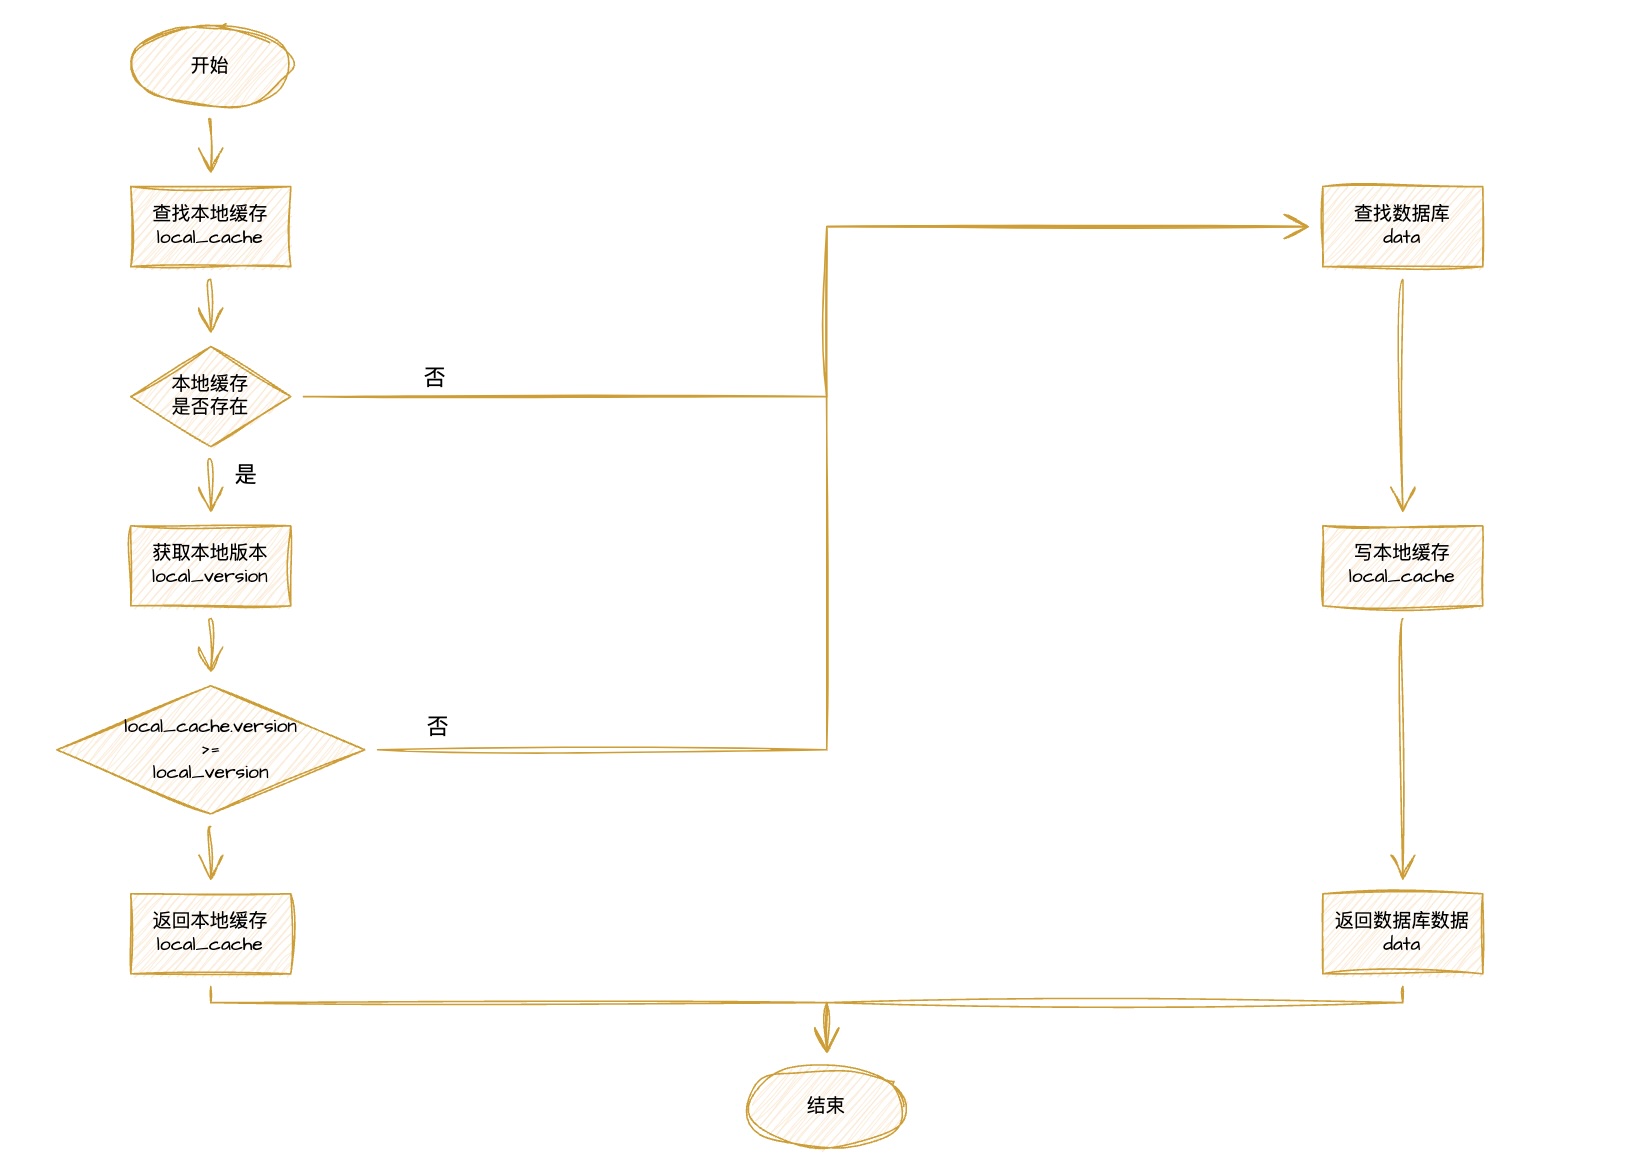 开始
查找本地缓存
local_cache
本地缓存
是否存在
否
是
获取本地版本
local_version
local_cache.version
>=
local_version
否
返回本地缓存
local_cache
查找数据库
data
写本地缓存
local_cache
返回数据库数据
data
结束